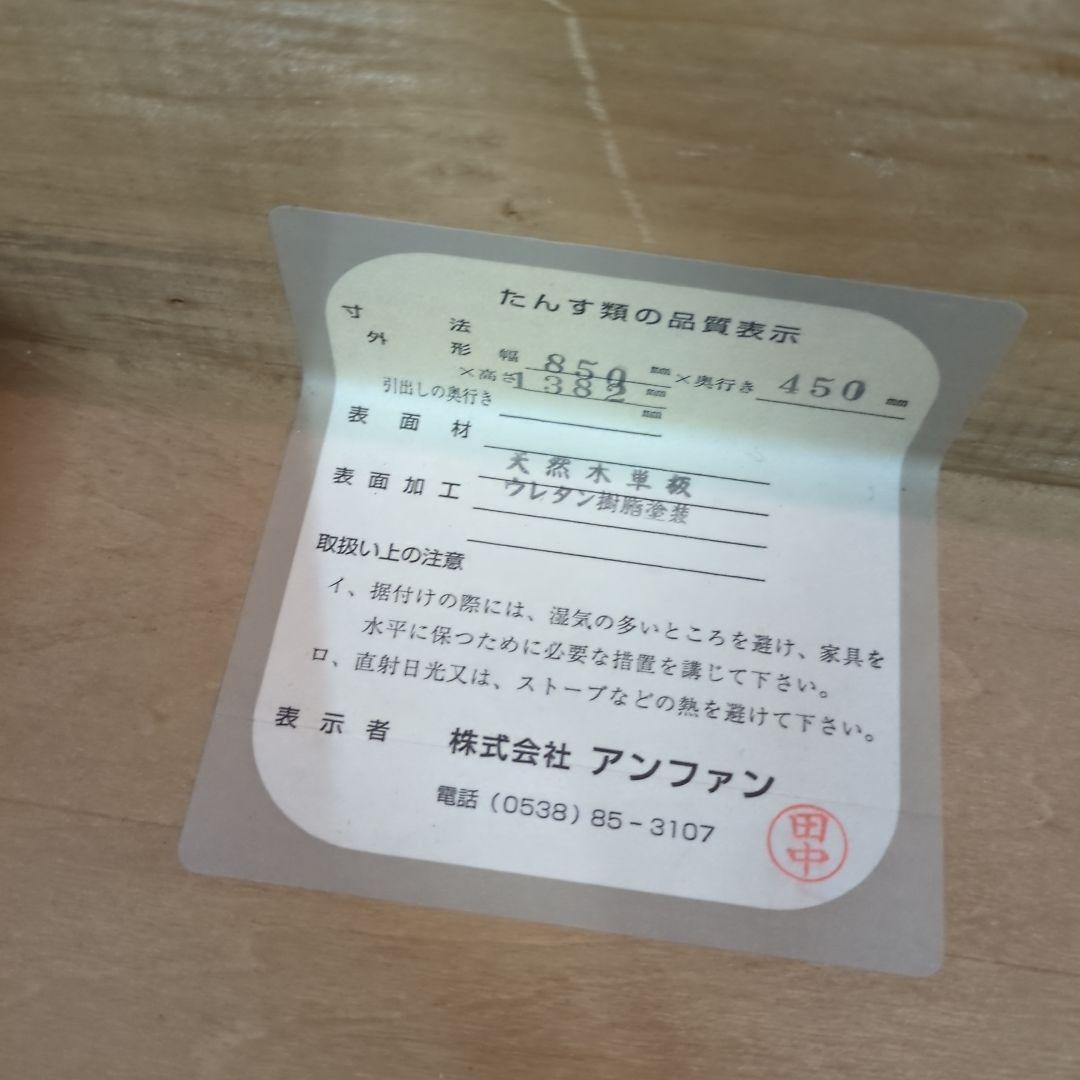 たんす類の品質表示
寸法
外形 幅 850 mm × 奥行き 450 mm
×高さ 1382 mm
引出しの奥行き mm
表面材 天然木単板
表面加工 ウレタン樹脂塗装
取扱い上の注意
イ、据付けの際には、湿気の多いところを避け、家具を
水平に保つために必要な措置を講じて下さい。
ロ、直射日光又は、ストーブなどの熱を避けて下さい。
表示者 株式会社 アンファン
電話（0538）85-3107
田中